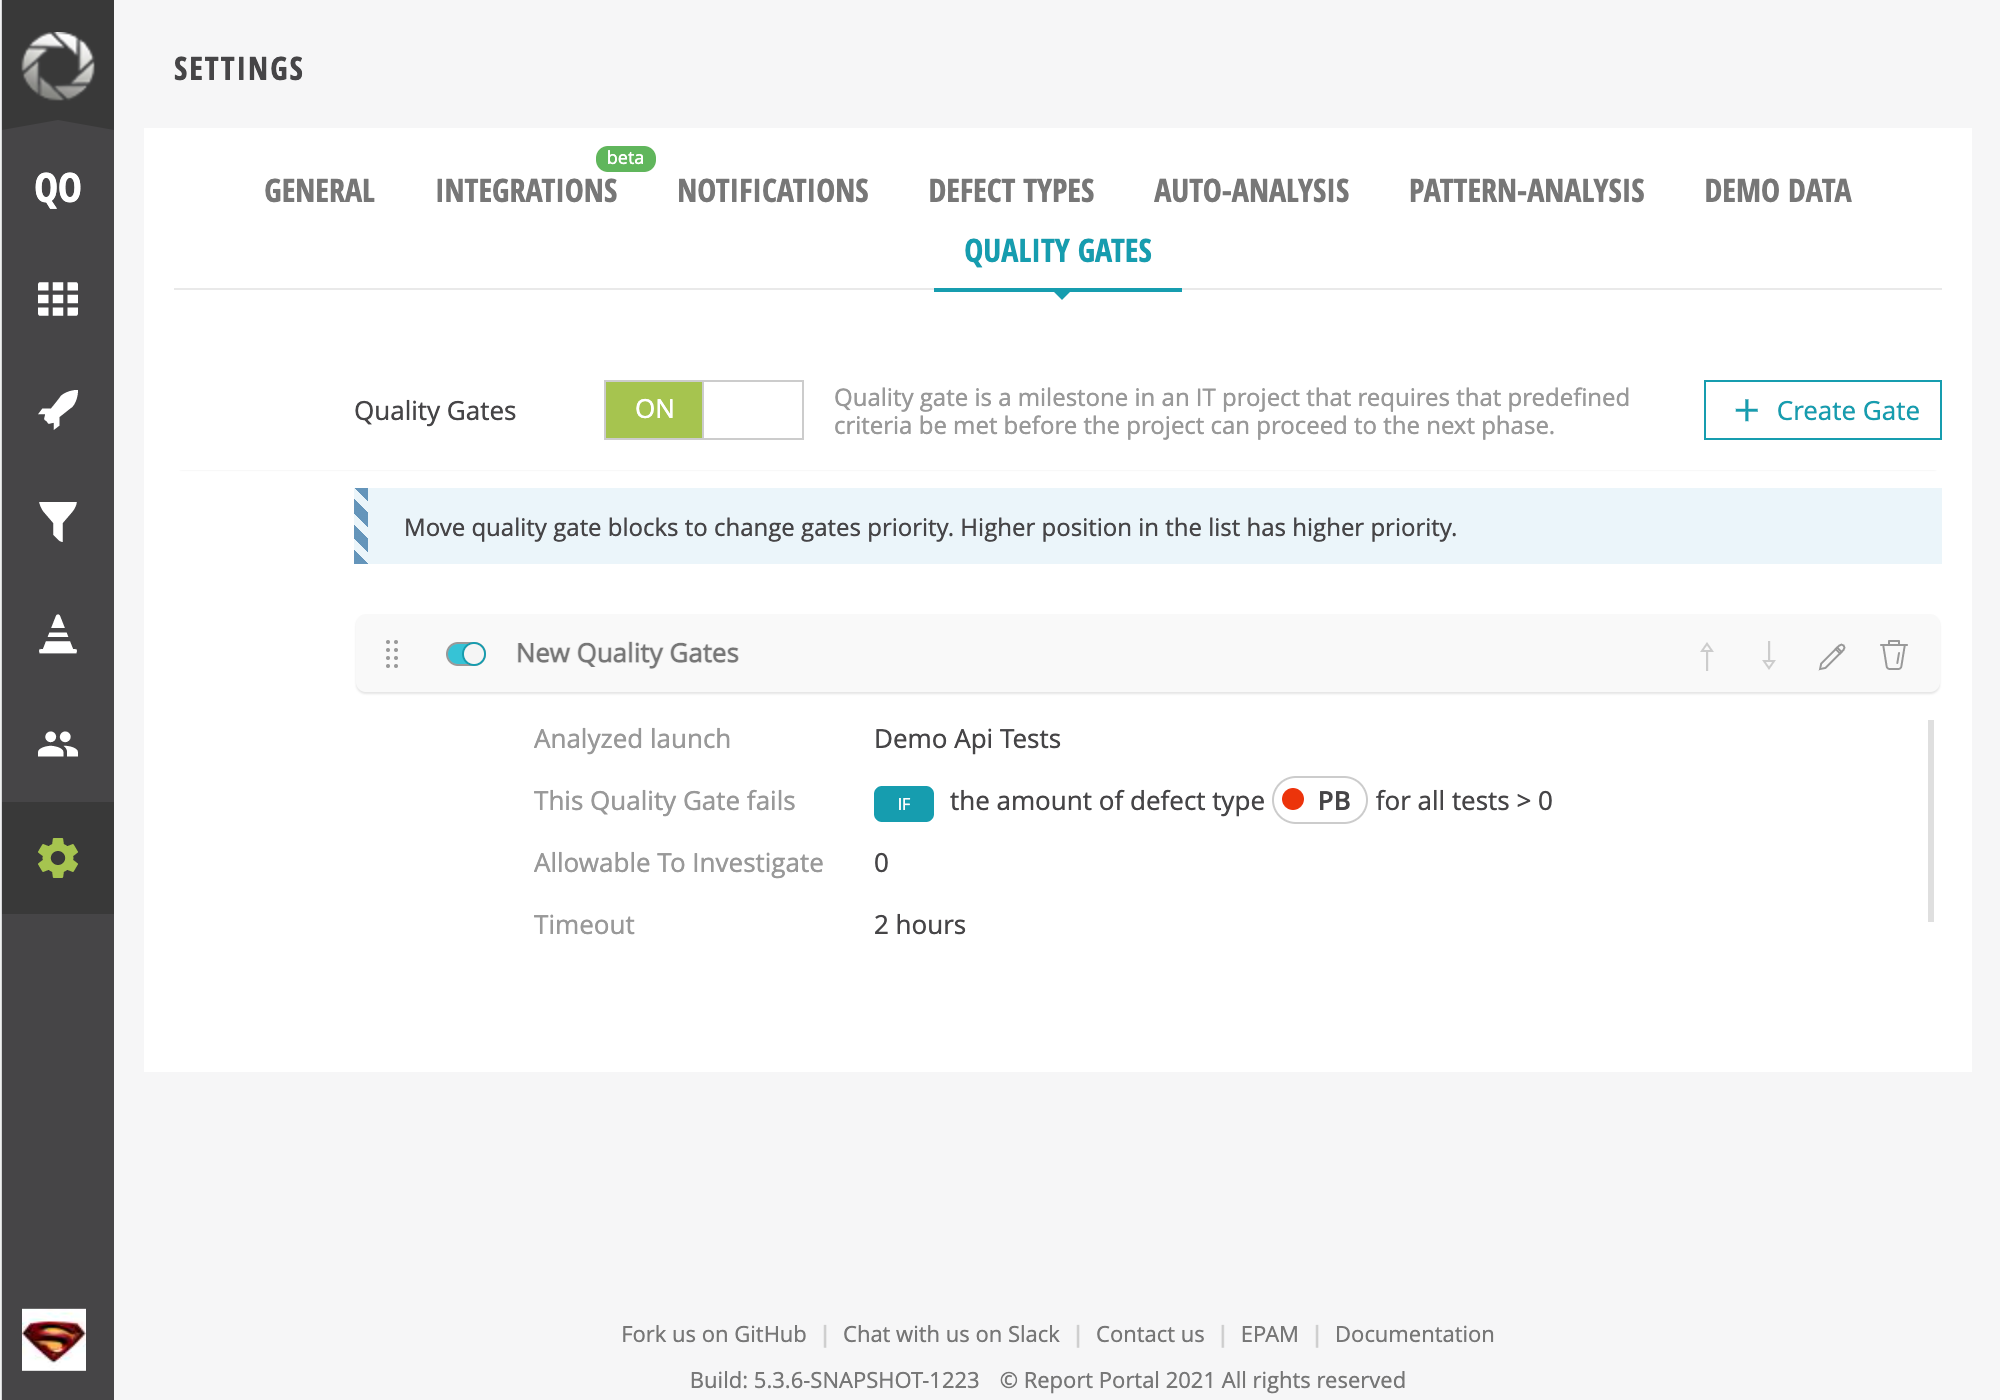 SETTINGS
QO
beta
GENERAL INTEGRATIONS NOTIFICATIONS DEFECT TYPES AUTO-ANALYSIS PATTERN-ANALYSIS DEMO DATA
QUALITY GATES
Quality Gates
ON
Quality gate is a milestone in an IT project that requires that predefined
criteria be met before the project can proceed to the next phase.
+ Create Gate
Move quality gate blocks to change gates priority. Higher position in the list has higher priority.
New Quality Gates
Analyzed launch Demo Api Tests
This Quality Gate fails IF the amount of defect type PB for all tests > 0
Allowable To Investigate 0
Timeout 2 hours
Fork us on GitHub | Chat with us on Slack | Contact us | EPAM | Documentation
Build: 5.3.6-SNAPSHOT-1223 © Report Portal 2021 All rights reserved